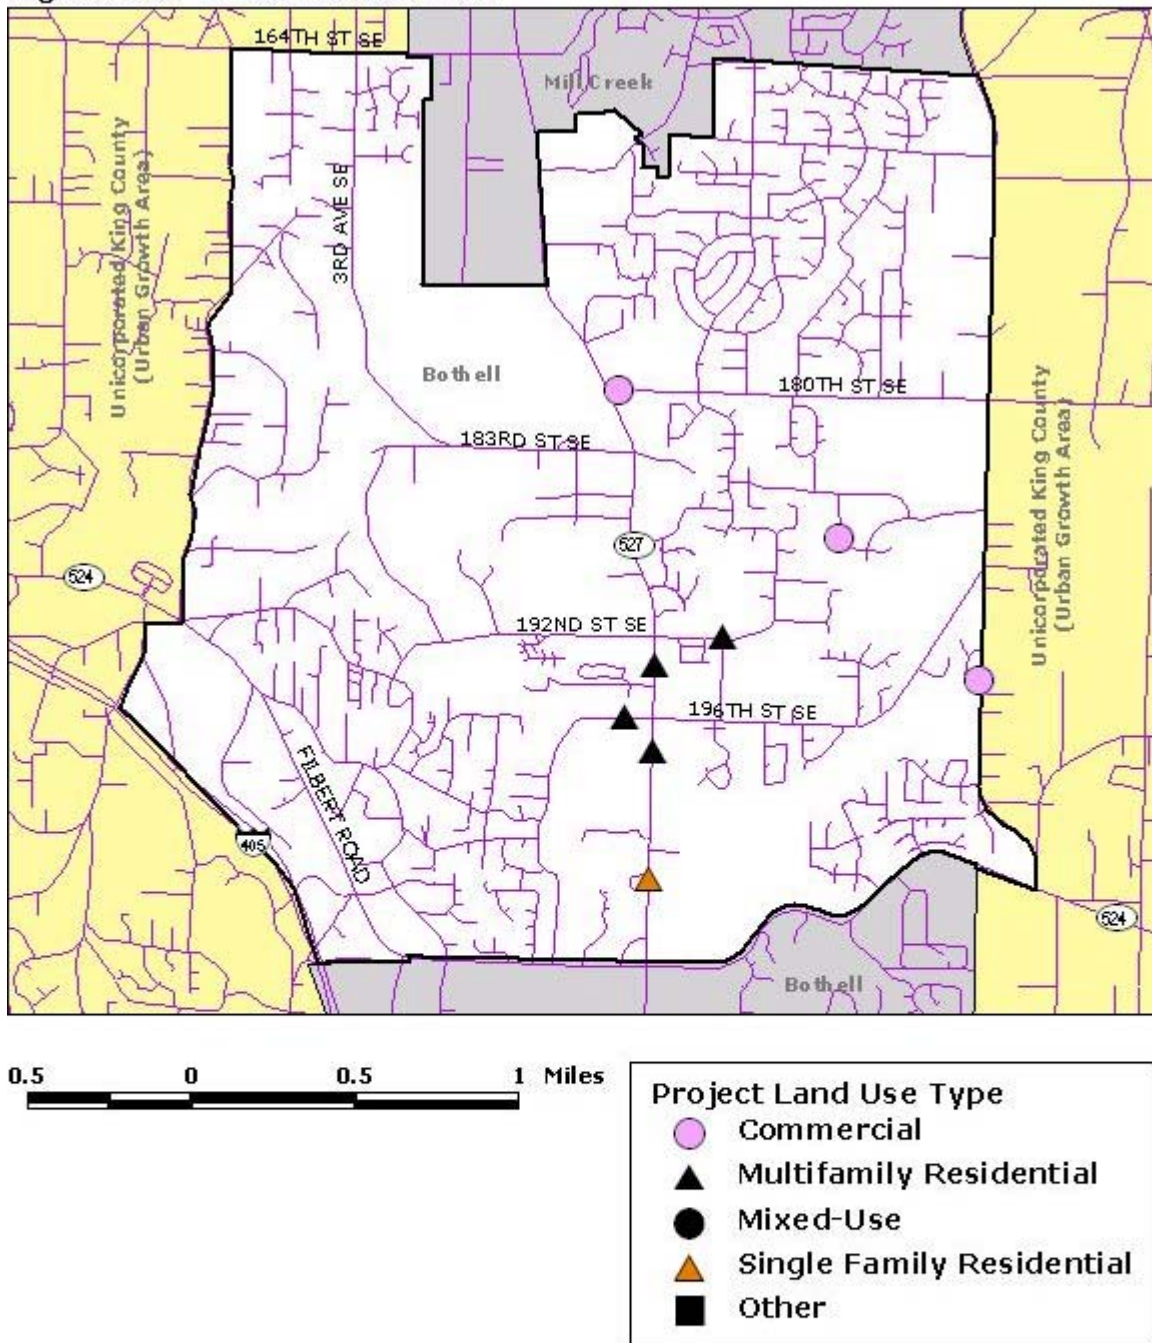 164TH ST SE
Mill Creek
Unicorporated King County
(Urban Growth Area)
3RD AVE SE
Bothell
180TH ST SE
183RD ST SE
Unicorporated King County
(Urban Growth Area)
527
524
192ND ST SE
196TH ST SE
FILBERT ROAD
405
524
Bothell
0.5 0 0.5 1 Miles
Project Land Use Type
Commercial
Multifamily Residential
Mixed-Use
Single Family Residential
Other